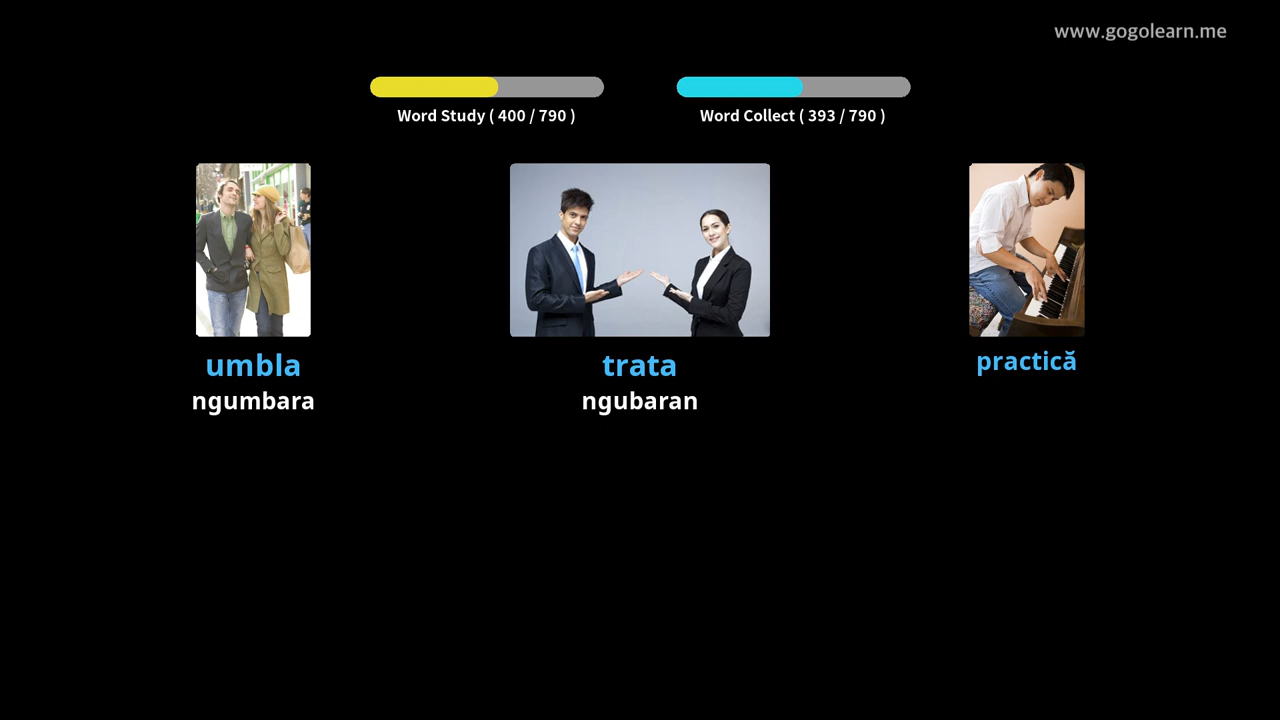 www.gogolearn.me
Word Study ( 400 / 790 )
Word Collect ( 393 / 790 )
umbla
trata
practică
ngumbara
ngubaran